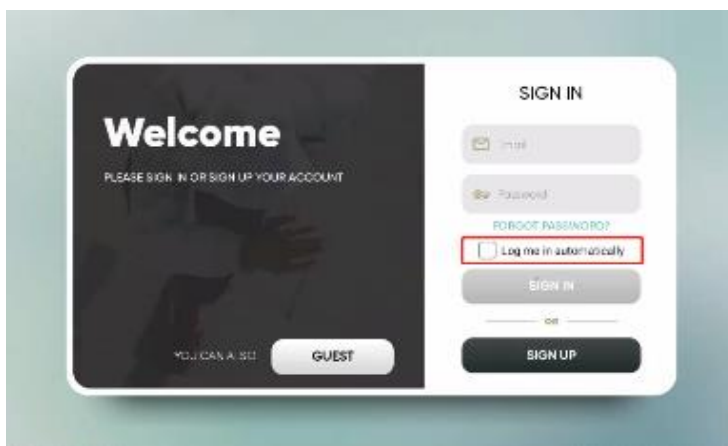 Welcome
PLEASE SIGN IN OR SIGN UP YOUR ACCOUNT
YOU CAN ALSO
GUEST
SIGN IN
Email
Password
FORGOT PASSWORD?
Log me in automatically
SIGN IN
OR
SIGN UP